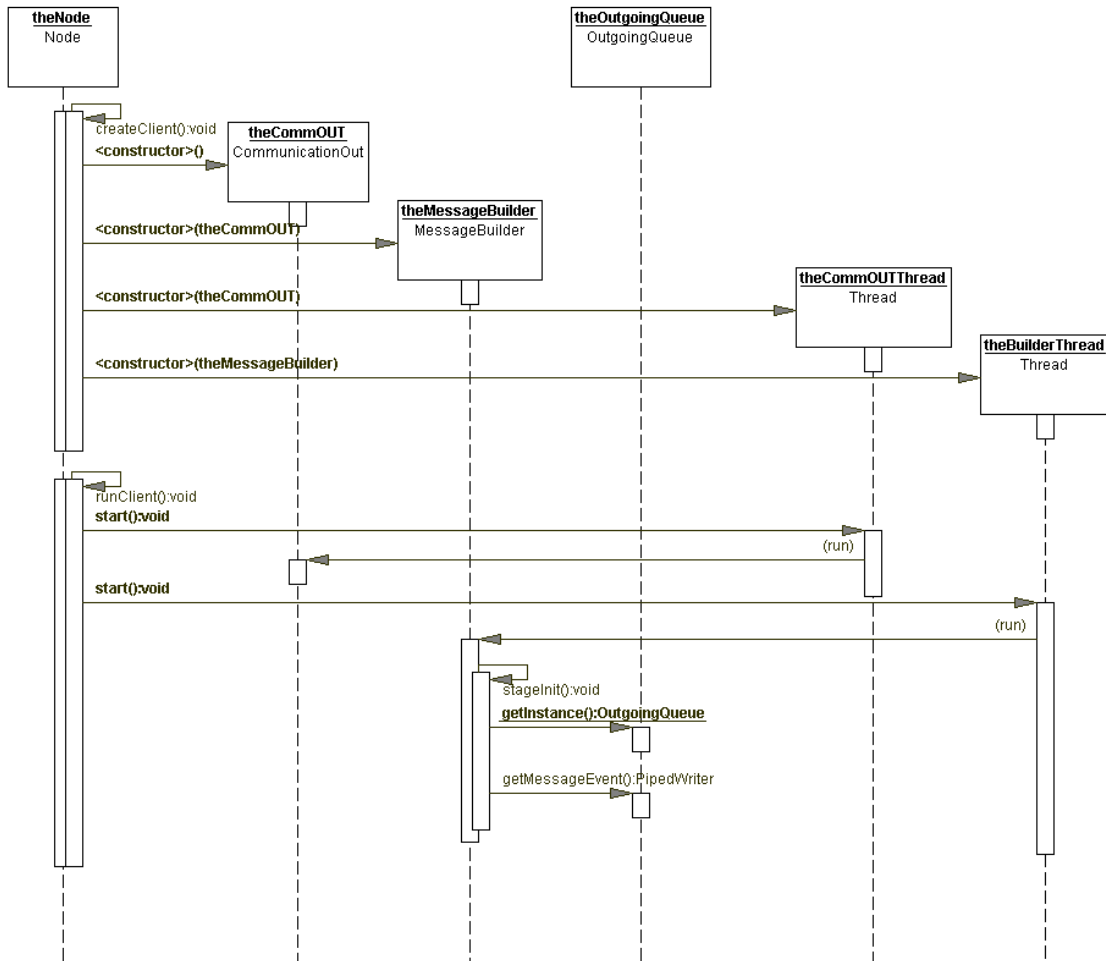 theNode
Node
theOutgoingQueue
OutgoingQueue
createClient():void
<constructor>()
theCommOUT
CommunicationOut
<constructor>(theCommOUT)
theMessageBuilder
MessageBuilder
<constructor>(theCommOUT)
theCommOUTThread
Thread
<constructor>(theMessageBuilder)
theBuilderThread
Thread
runClient():void
start():void
(run)
start():void
(run)
stageInit():void
getInstance():OutgoingQueue
getMessageEvent():PipedWriter